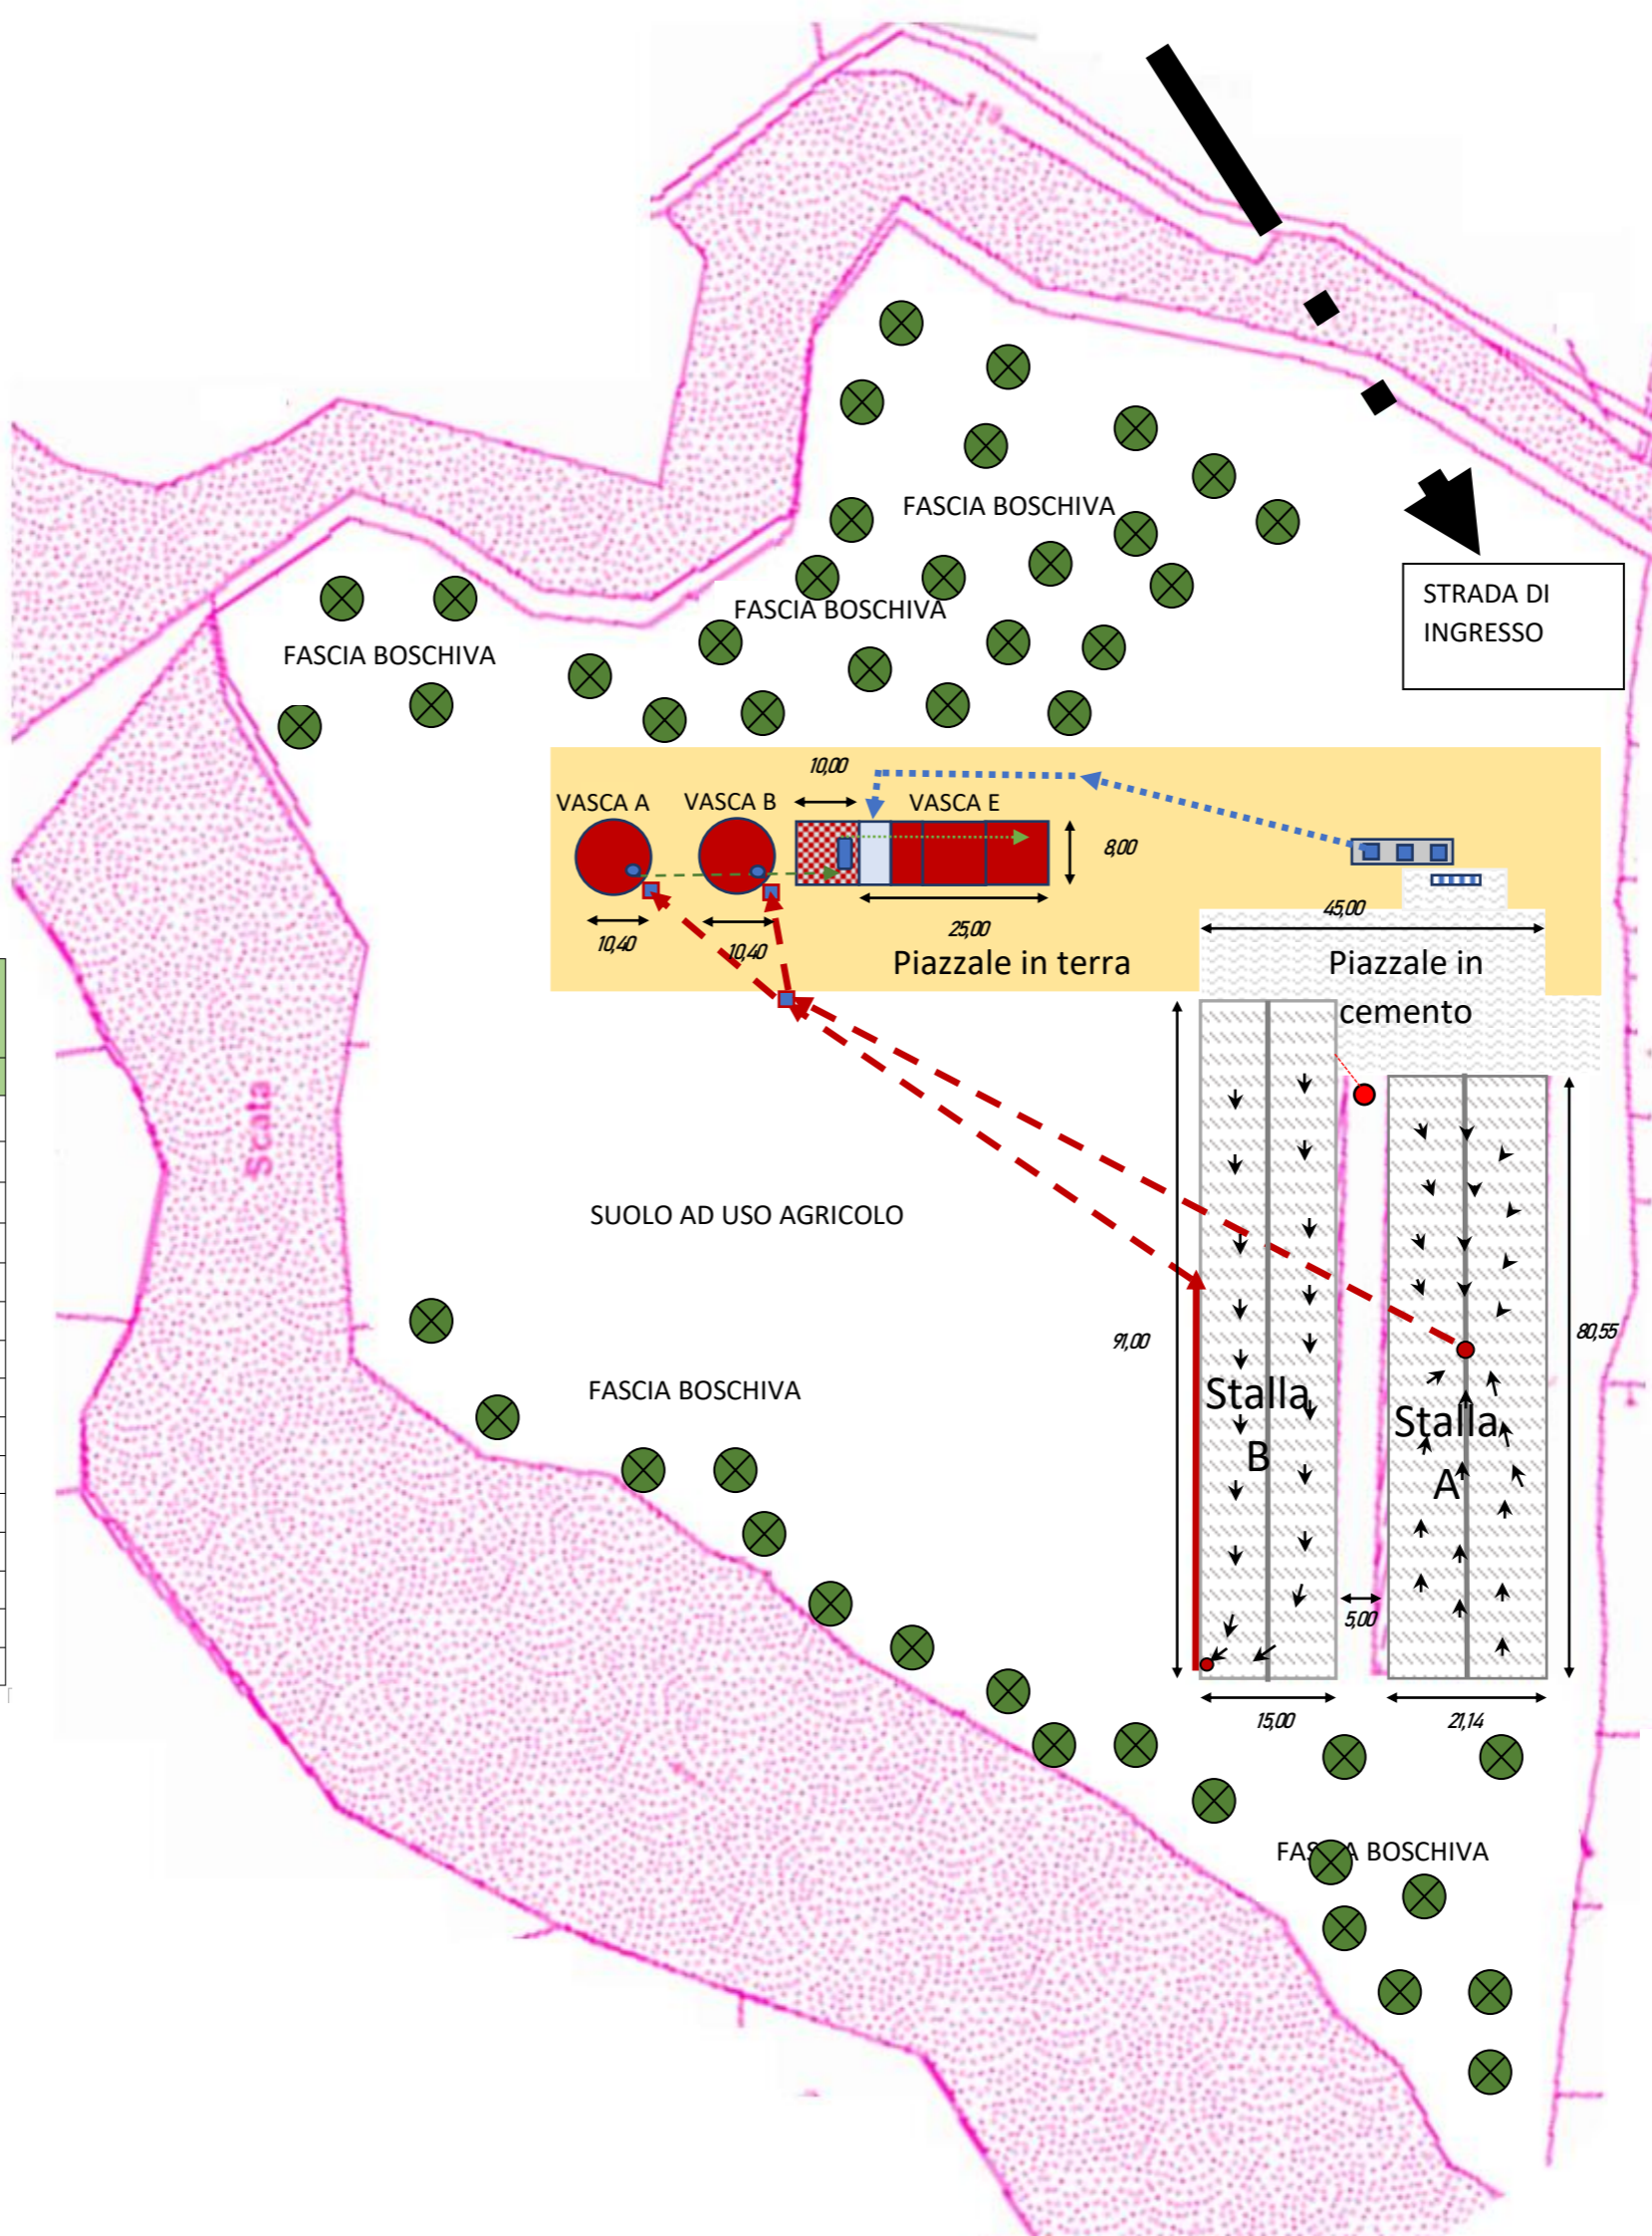 119
FASCIA BOSCHIVA
STRADA DI
INGRESSO
FASCIA BOSCHIVA
FASCIA BOSCHIVA
10,00
VASCA A
VASCA B
VASCA E
8,00
45,00
25,00
10,40
10,40
Piazzale in terra
Piazzale in
cemento
Scala
SUOLO AD USO AGRICOLO
91,00
80,55
FASCIA BOSCHIVA
Stalla
B
Stalla
A
5,00
15,00
21,14
FASCIA BOSCHIVA